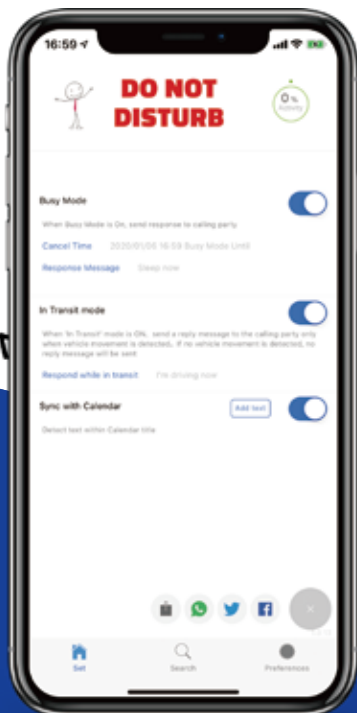 16:59
DO NOT
DISTURB
0 %
Activity
Busy Mode
When Busy Mode is On, send response to calling party
Cancel Time 2020/01/06 16:59 Busy Mode Until
Response Message Sleep now
In Transit mode
When 'In Transit' mode is ON, send a reply message to the calling party only
when vehicle movement is detected,. If no vehicle movement is detected, no
reply message will be sent
Respond while in transit I'm driving now
Sync with Calendar Add text
Detect text within Calendar title
Set Search Preferences